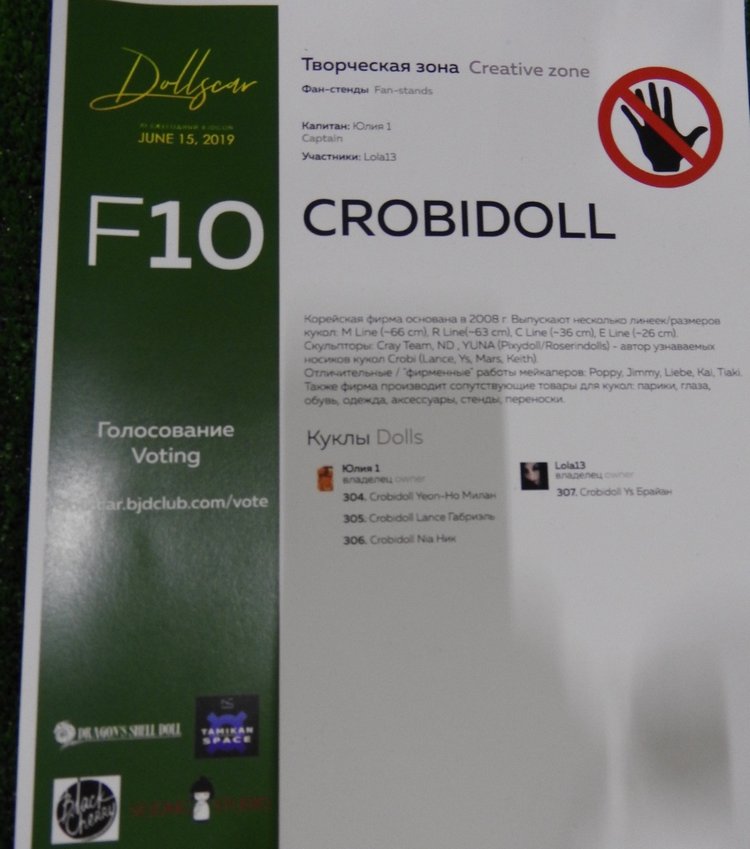 Dollscar
JUNE 15, 2019
F10
Голосование
Voting
car.bjdclub.com/vote
DRAGON'S SHELL DOLL
TAMIKAN
SPACE
Black
Cherry
Творческая зона Creative zone
Фан-стенды Fan-stands
Капитан: Юлия 1
Captain
Участники: Lola13
CROBIDOLL
Корейская фирма основана в 2008 г. Выпускают несколько линеек/размеров
кукол: M Line (~66 cm), R Line(~63 cm), C Line (~36 cm), E Line (~26 cm).
Скульпторы: Cray Team, ND , YUNA (Pixydoll/Roserindolls) - автор узнаваемых
носиков кукол Crobi (Lance, Ys, Mars, Keith).
Отличительные / "фирменные" работы мейкаперов: Poppy, Jimmy, Liebe, Kai, Tiaki.
Также фирма производит сопутствующие товары для кукол: парики, глаза,
обувь, одежда, аксессуары, стенды, переноски.
Куклы Dolls
Юлия 1
владелец owner
304. Crobidoll Yeon-Ho Милан
305. Crobidoll Lance Габриэль
306. Crobidoll Nia Ник
Lola13
владелец owner
307. Crobidoll Ys Брайан